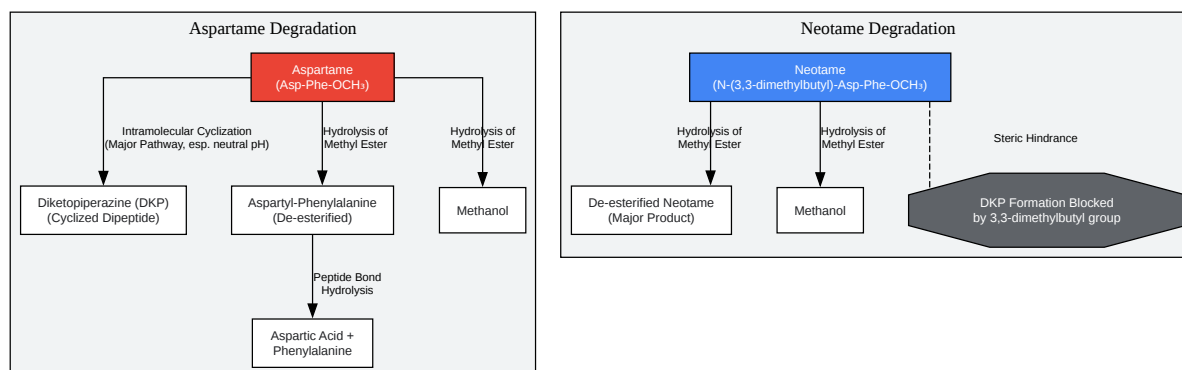 Aspartame Degradation
Aspartame
(Asp-Phe-OCH₃)
Intramolecular Cyclization
(Major Pathway, esp. neutral pH)
Hydrolysis of
Methyl Ester
Hydrolysis of
Methyl Ester
Diketopiperazine (DKP)
(Cyclized Dipeptide)
Aspartyl-Phenylalanine
(De-esterified)
Methanol
Peptide Bond
Hydrolysis
Aspartic Acid +
Phenylalanine
Neotame Degradation
Neotame
(N-(3,3-dimethylbutyl)-Asp-Phe-OCH₃)
Hydrolysis of
Methyl Ester
Hydrolysis of
Methyl Ester
Steric Hindrance
De-esterified Neotame
(Major Product)
Methanol
DKP Formation Blocked
by 3,3-dimethylbutyl group